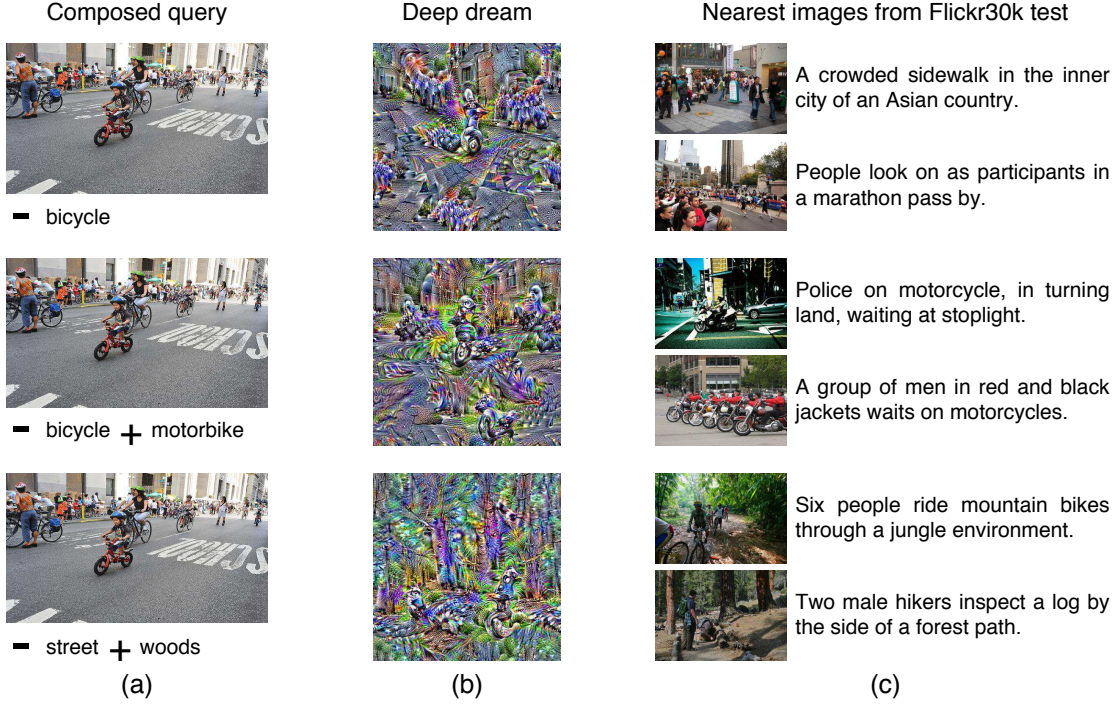 Composed query
Deep dream
Nearest images from Flickr30k test
SCHOOL
- bicycle
A crowded sidewalk in the inner
city of an Asian country.
People look on as participants in
a marathon pass by.
SCHOOL
- bicycle + motorbike
Police on motorcycle, in turning
land, waiting at stoplight.
A group of men in red and black
jackets waits on motorcycles.
SCHOOL
- street + woods
Six people ride mountain bikes
through a jungle environment.
Two male hikers inspect a log by
the side of a forest path.
(a)
(b)
(c)